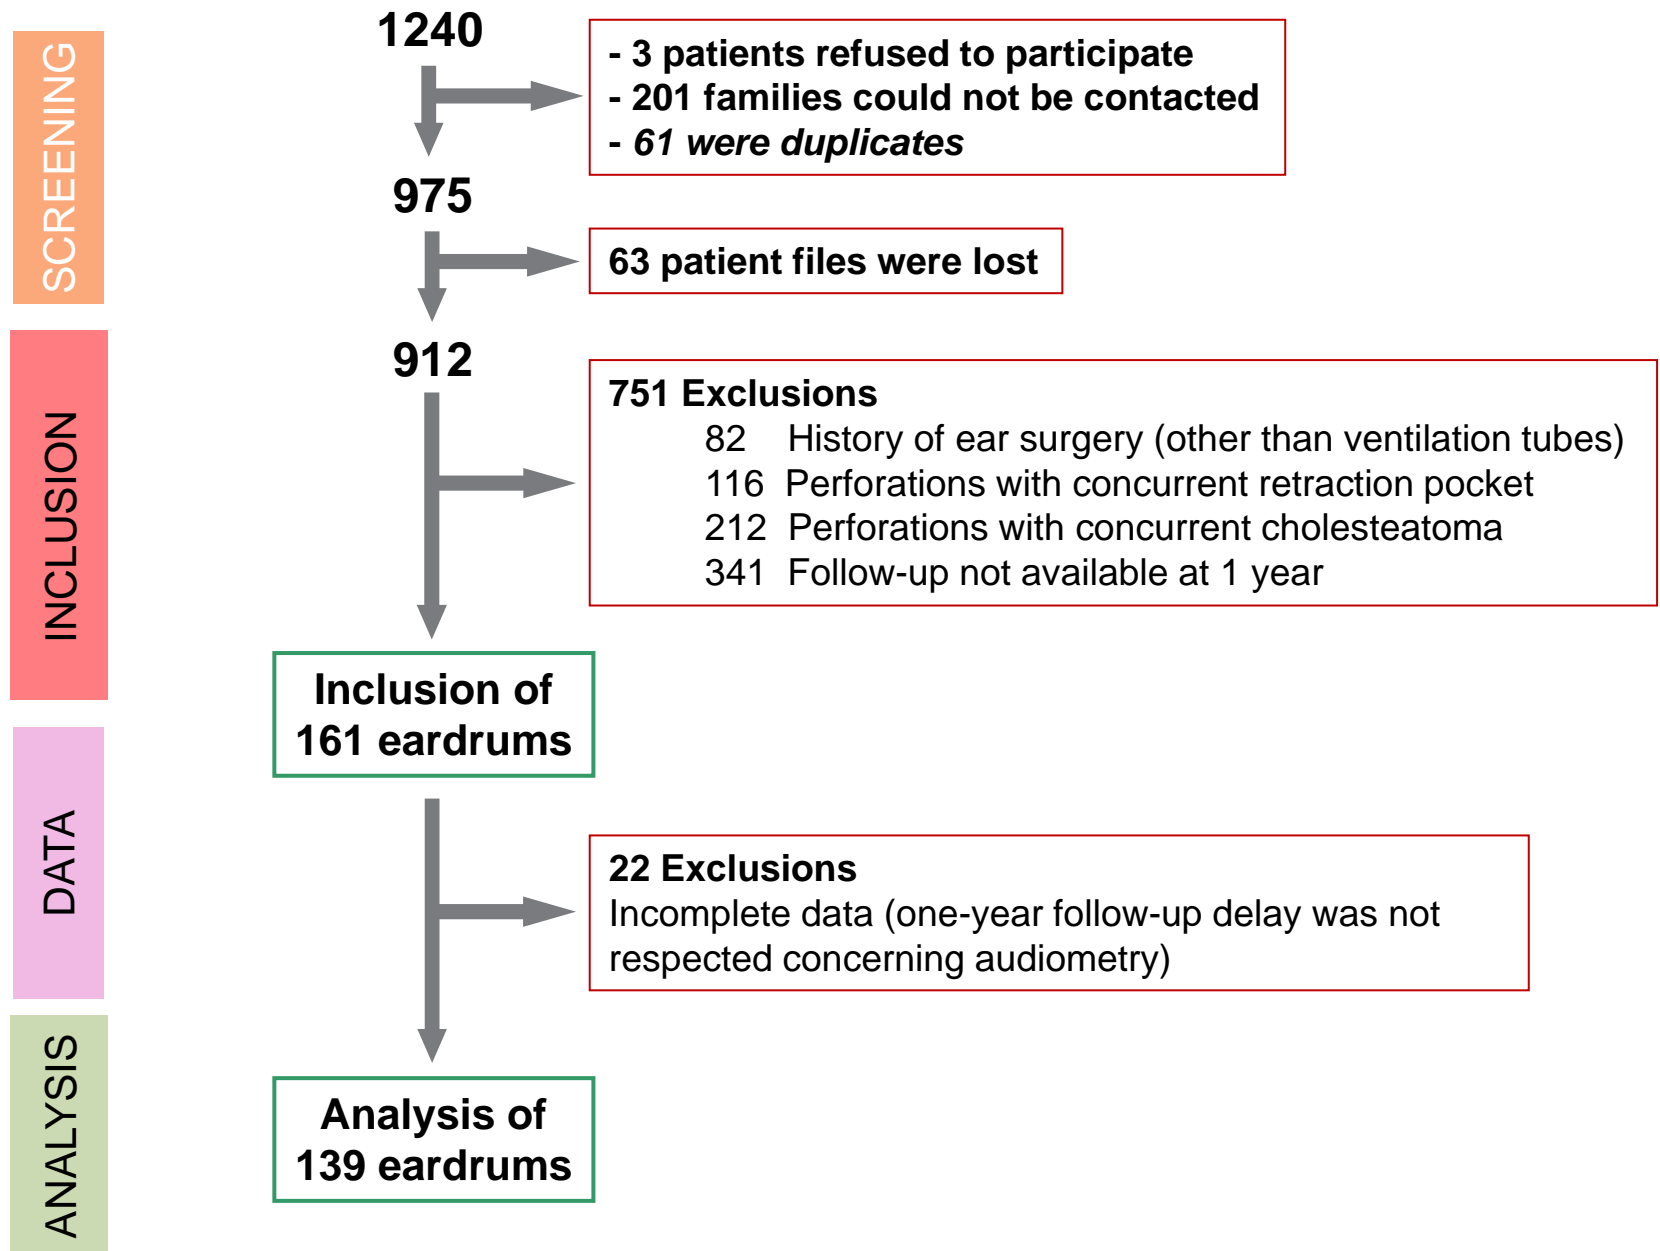 SCREENING
1240
- 3 patients refused to participate
- 201 families could not be contacted
- 61 were duplicates
975
63 patient files were lost
INCLUSION
912
751 Exclusions
82 History of ear surgery (other than ventilation tubes)
116 Perforations with concurrent retraction pocket
212 Perforations with concurrent cholesteatoma
341 Follow-up not available at 1 year
Inclusion of
161 eardrums
DATA
22 Exclusions
Incomplete data (one-year follow-up delay was not
respected concerning audiometry)
ANALYSIS
Analysis of
139 eardrums